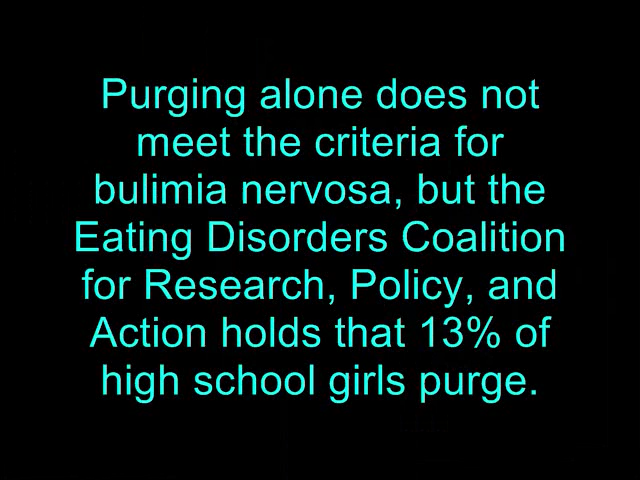 Purging alone does not
meet the criteria for
bulimia nervosa, but the
Eating Disorders Coalition
for Research, Policy, and
Action holds that 13% of
high school girls purge.